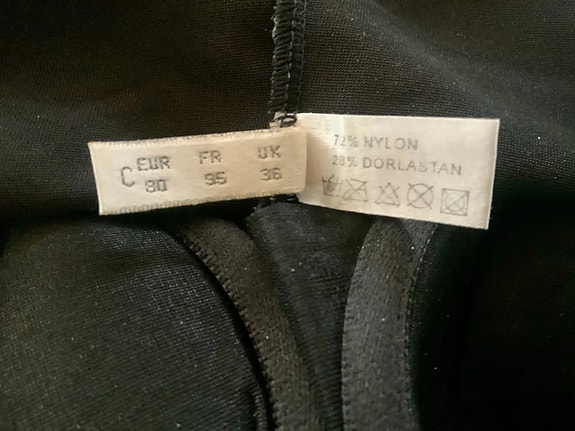 C EUR FR UK
80 95 36
72% NYLON
28% DORLASTAN